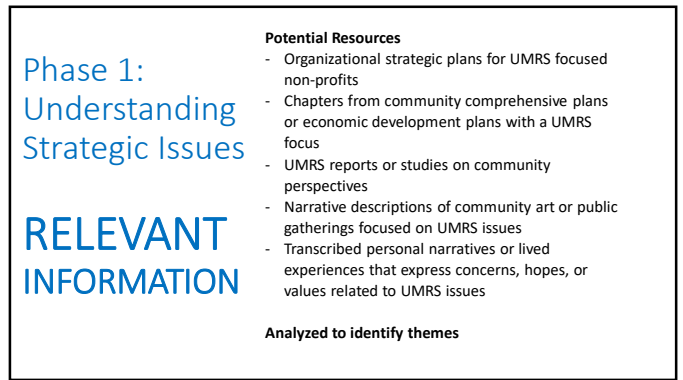 Phase 1:
Understanding
Strategic Issues
RELEVANT
INFORMATION
Potential Resources
- Organizational strategic plans for UMRS focused
non-profits
- Chapters from community comprehensive plans
or economic development plans with a UMRS
focus
- UMRS reports or studies on community
perspectives
- Narrative descriptions of community art or public
gatherings focused on UMRS issues
- Transcribed personal narratives or lived
experiences that express concerns, hopes, or
values related to UMRS issues
Analyzed to identify themes